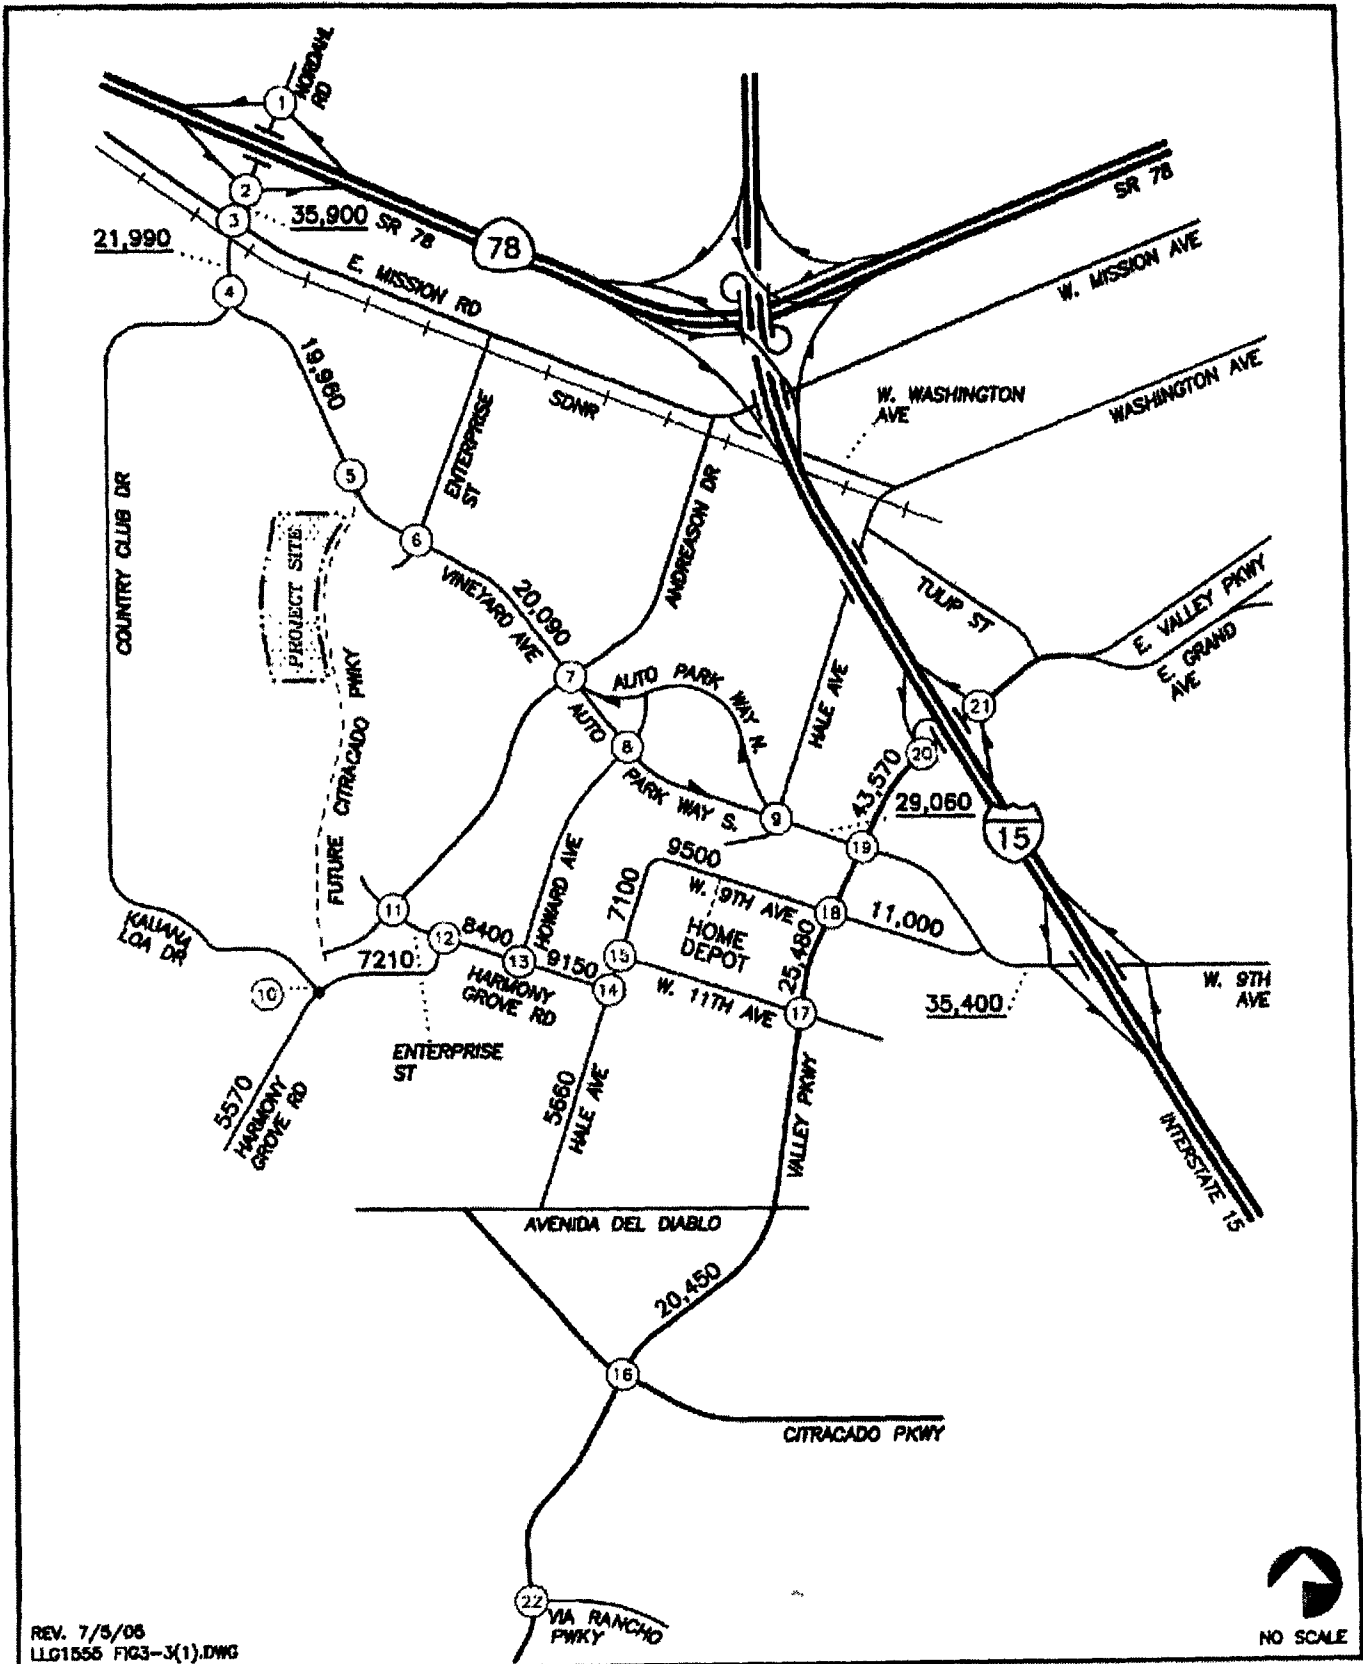 NORDAHL
RD
1
2
3
35,900
SR 78
78
SR 78
21,990
4
E. MISSION RD
W. MISSION AVE
19,960
ENTERPRISE
ST
SDNR
W. WASHINGTON
AVE
WASHINGTON AVE
COUNTRY CLUB DR
5
6
ANDREASON DR
PROJECT SITE
VINEYARD AVE
20,090
TULIP ST
E. VALLEY PKWY
E. GRAND
AVE
7
AUTO PARK WAY N.
AUTO
PARK WAY S.
8
HALE AVE
21
20
43,570
29,060
9
19
15
FUTURE CITRACADO PWKY
HOWARD AVE
9500
W. 9TH AVE
7100
18
11,000
KAUANA
LOA DR
11
12
8400
7210
13
9150
HARMONY
GROVE RD
14
15
HOME
DEPOT
25,480
W. 11TH AVE
17
W. 9TH
AVE
35,400
10
ENTERPRISE
ST
5570
HARMONY
GROVE RD
5660
HALE AVE
VALLEY PKWY
INTERSTATE 15
AVENIDA DEL DIABLO
20,450
16
CITRACADO PKWY
22
VIA RANCHO
PWKY
REV. 7/5/06
LLG1555 FIG3-3(1).DWG
NO SCALE